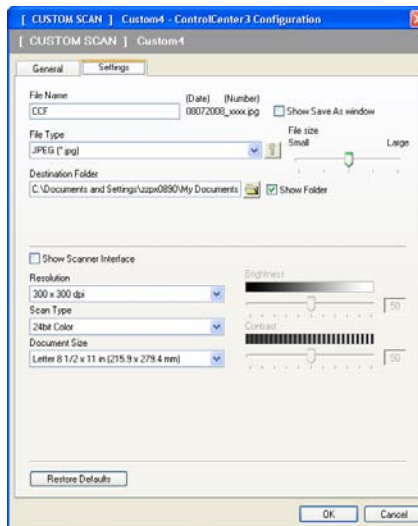 [ CUSTOM SCAN ] Custom4 - ControlCenter3 Configuration
[ CUSTOM SCAN ] Custom4
General Settings
File Name (Date) (Number)
CCF 08072008_xxxx.jpg Show Save As window
File Type File size
Small Large
JPEG (*.jpg)
Destination Folder
C:\Documents and Settings\zzpx0890\My Documents Show Folder
Show Scanner Interface
Resolution Brightness
300 x 300 dpi 50
Scan Type
24bit Color Contrast
Document Size
Letter 8 1/2 x 11 in (215.9 x 279.4 mm) 50
Restore Defaults
OK Cancel